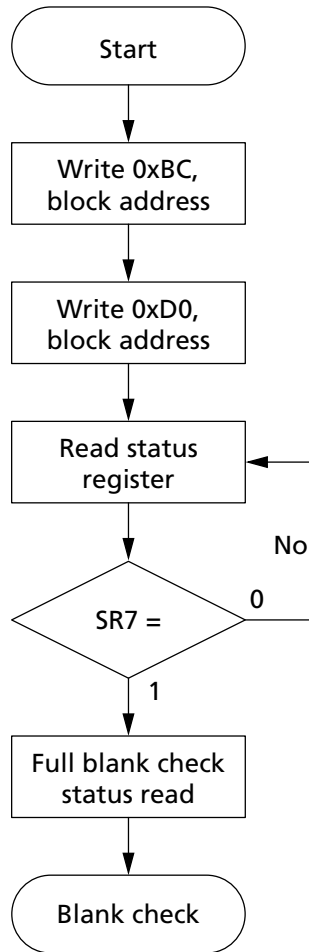 Start
Write 0xBC,
block address
Write 0xD0,
block address
Read status
register
No
SR7 =
0
1
Full blank check
status read
Blank check